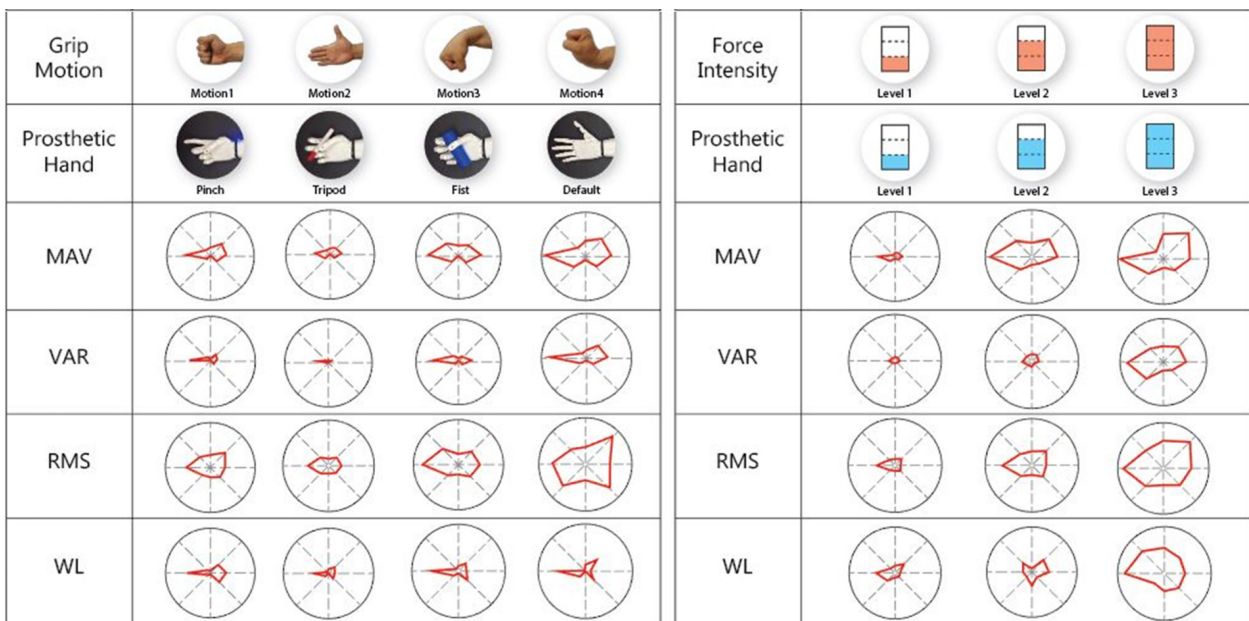 Grip
Motion
Motion1 Motion2 Motion3 Motion4
Prosthetic
Hand
Pinch Tripod Fist Default
MAV
VAR
RMS
WL
Force
Intensity
Level 1 Level 2 Level 3
Prosthetic
Hand
Level 1 Level 2 Level 3
MAV
VAR
RMS
WL